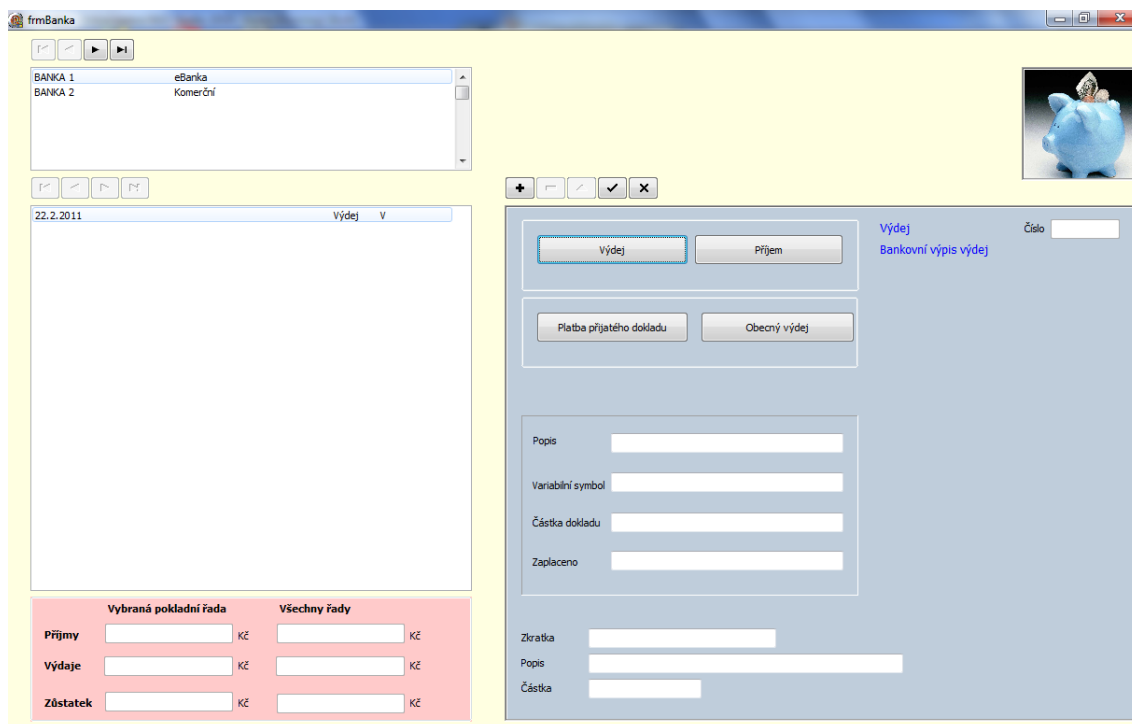 frmBanka
BANKA 1 eBanka
BANKA 2 Komerční
22.2.2011 Výdej V
Výdej Příjem
Výdej
Číslo
Bankovní výpis výdej
Platba přijatého dokladu Obecný výdej
Popis
Variabilní symbol
Částka dokladu
Zaplaceno
Vybraná pokladní řada Všechny řady
Příjmy Kč Kč
Výdaje Kč Kč
Zůstatek Kč Kč
Zkratka
Popis
Částka